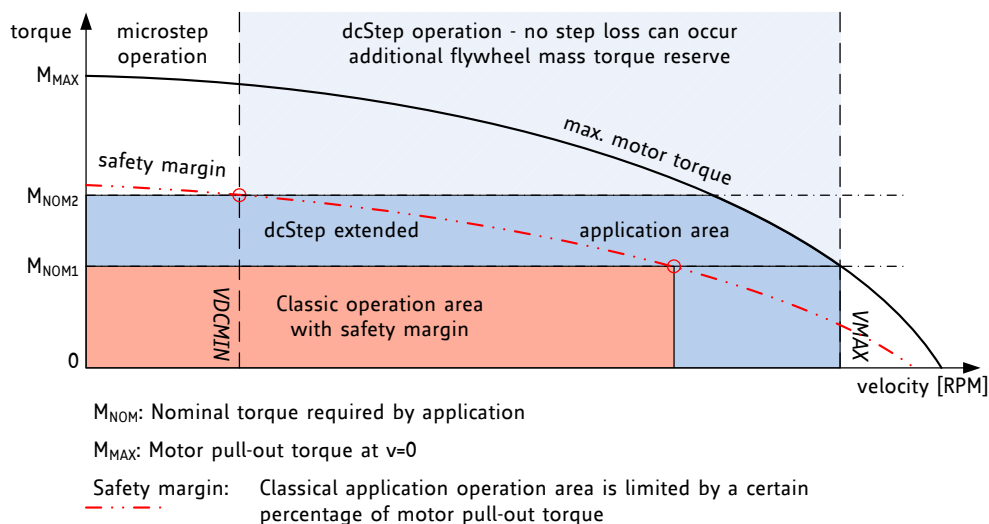 torque
microstep
operation
dcStep operation - no step loss can occur
additional flywheel mass torque reserve
MMAX
max. motor torque
safety margin
MNOM2
dcStep extended
application area
MNOM1
Classic operation area
with safety margin
VDCMIN
VMAX
0
velocity [RPM]
MNOM: Nominal torque required by application
MMAX: Motor pull-out torque at v=0
Safety margin: Classical application operation area is limited by a certain
percentage of motor pull-out torque